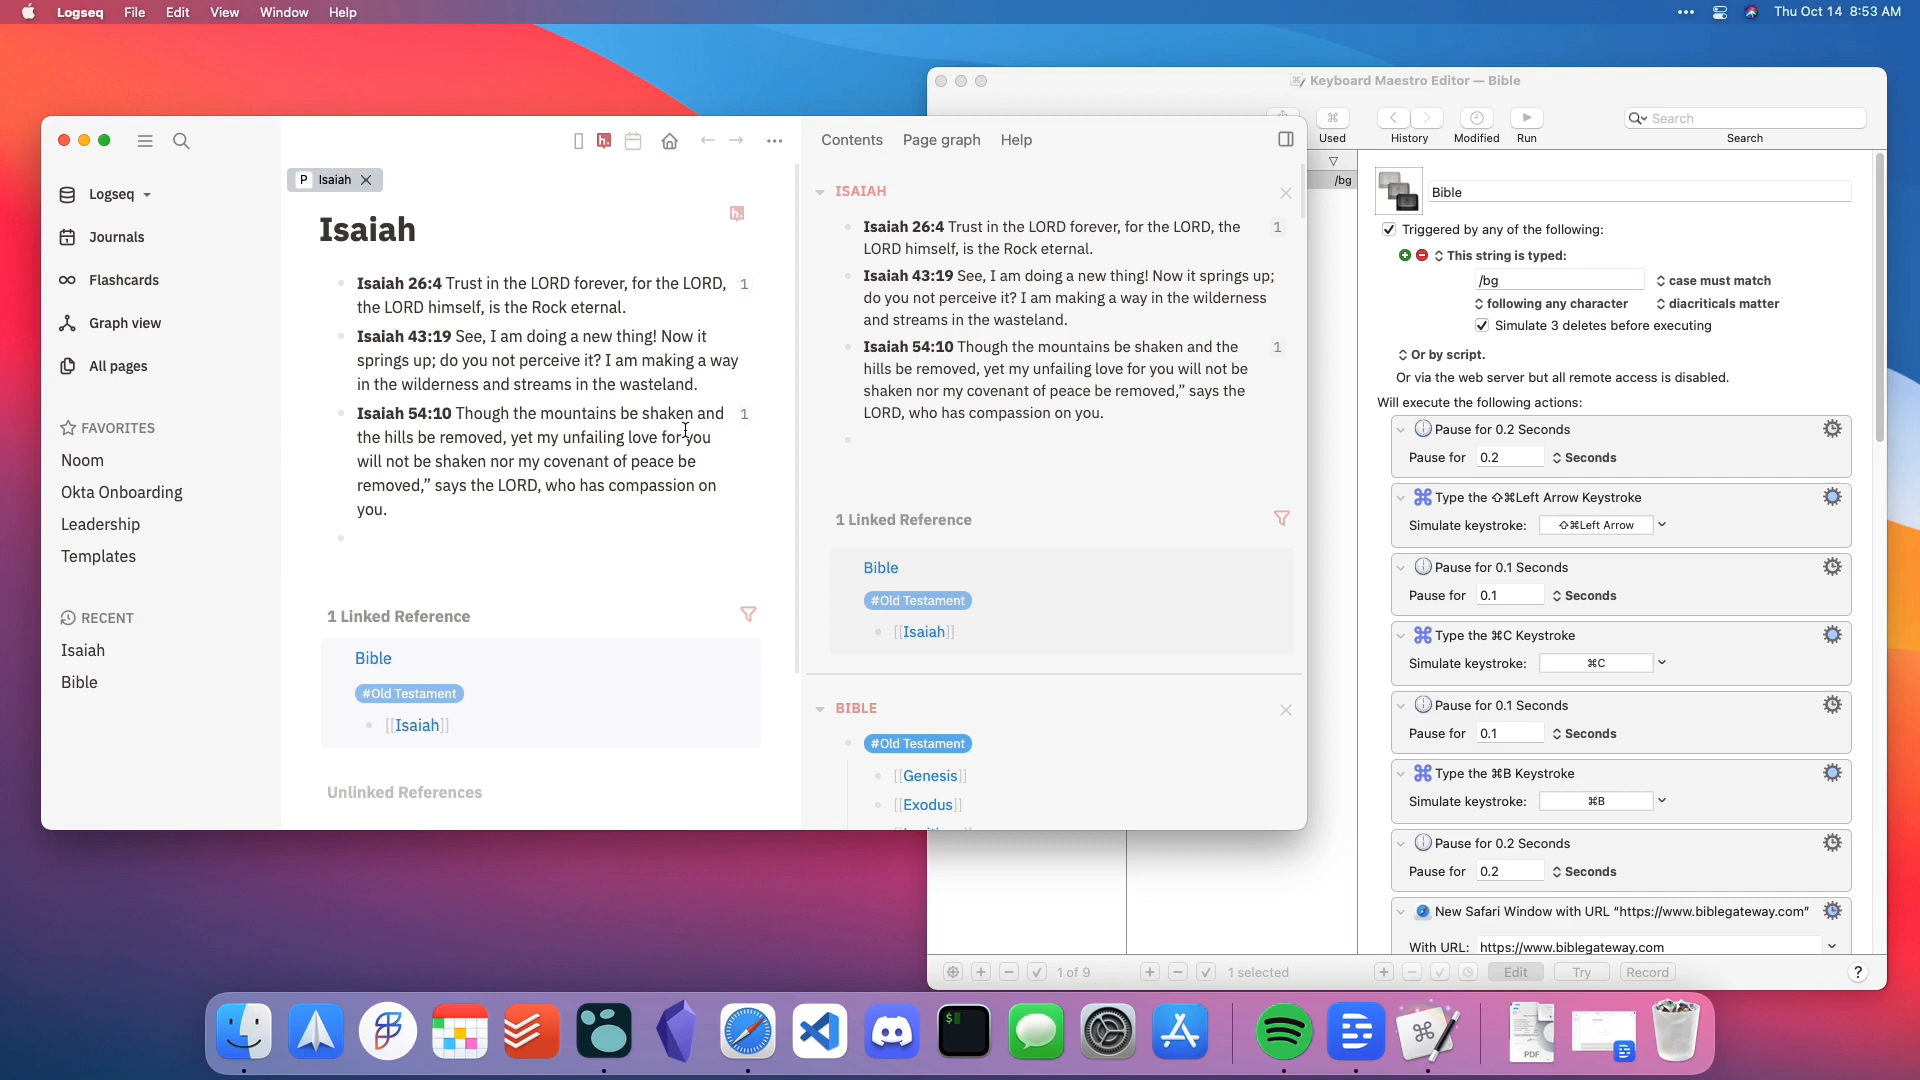 Logseq File Edit View Window Help
Thu Oct 14 8:53 AM
Logseq
Journals
Flashcards
Graph view
All pages
FAVORITES
Noom
Okta Onboarding
Leadership
Templates
RECENT
Isaiah
Bible
h.
P Isaiah
Isaiah
h.
Isaiah 26:4 Trust in the LORD forever, for the LORD, 1
the LORD himself, is the Rock eternal.
Isaiah 43:19 See, I am doing a new thing! Now it
springs up; do you not perceive it? I am making a way
in the wilderness and streams in the wasteland.
Isaiah 54:10 Though the mountains be shaken and 1
the hills be removed, yet my unfailing love for you
will not be shaken nor my covenant of peace be
removed,” says the LORD, who has compassion on
you.
1 Linked Reference
Bible
#Old Testament
[[Isaiah]]
Unlinked References
Contents Page graph Help
ISAIAH
Isaiah 26:4 Trust in the LORD forever, for the LORD, the 1
LORD himself, is the Rock eternal.
Isaiah 43:19 See, I am doing a new thing! Now it springs up;
do you not perceive it? I am making a way in the wilderness
and streams in the wasteland.
Isaiah 54:10 Though the mountains be shaken and the 1
hills be removed, yet my unfailing love for you will not be
shaken nor my covenant of peace be removed,” says the
LORD, who has compassion on you.
1 Linked Reference
Bible
#Old Testament
[[Isaiah]]
BIBLE
#Old Testament
[[Genesis]]
[[Exodus]]
Keyboard Maestro Editor — Bible
Used History Modified Run Search
Search
/bg
Bible
Triggered by any of the following:
This string is typed:
/bg case must match
following any character diacriticals matter
Simulate 3 deletes before executing
Or by script.
Or via the web server but all remote access is disabled.
Will execute the following actions:
Pause for 0.2 Seconds
Pause for 0.2 Seconds
Type the ⇧⌘Left Arrow Keystroke
Simulate keystroke: ⇧⌘Left Arrow
Pause for 0.1 Seconds
Pause for 0.1 Seconds
Type the ⌘C Keystroke
Simulate keystroke: ⌘C
Pause for 0.1 Seconds
Pause for 0.1 Seconds
Type the ⌘B Keystroke
Simulate keystroke: ⌘B
Pause for 0.2 Seconds
Pause for 0.2 Seconds
New Safari Window with URL “https://www.biblegateway.com”
With URL: https://www.biblegateway.com
1 of 9 1 selected Edit Try Record ?
PDF